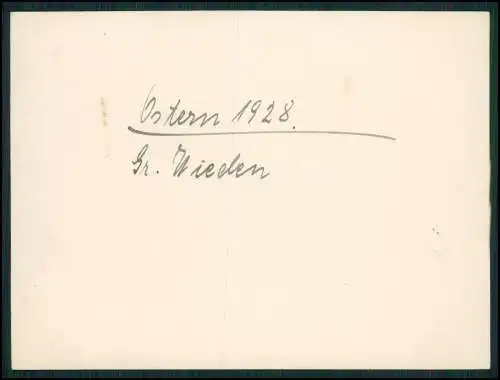 Ostern 1928.
Gr. Wieden